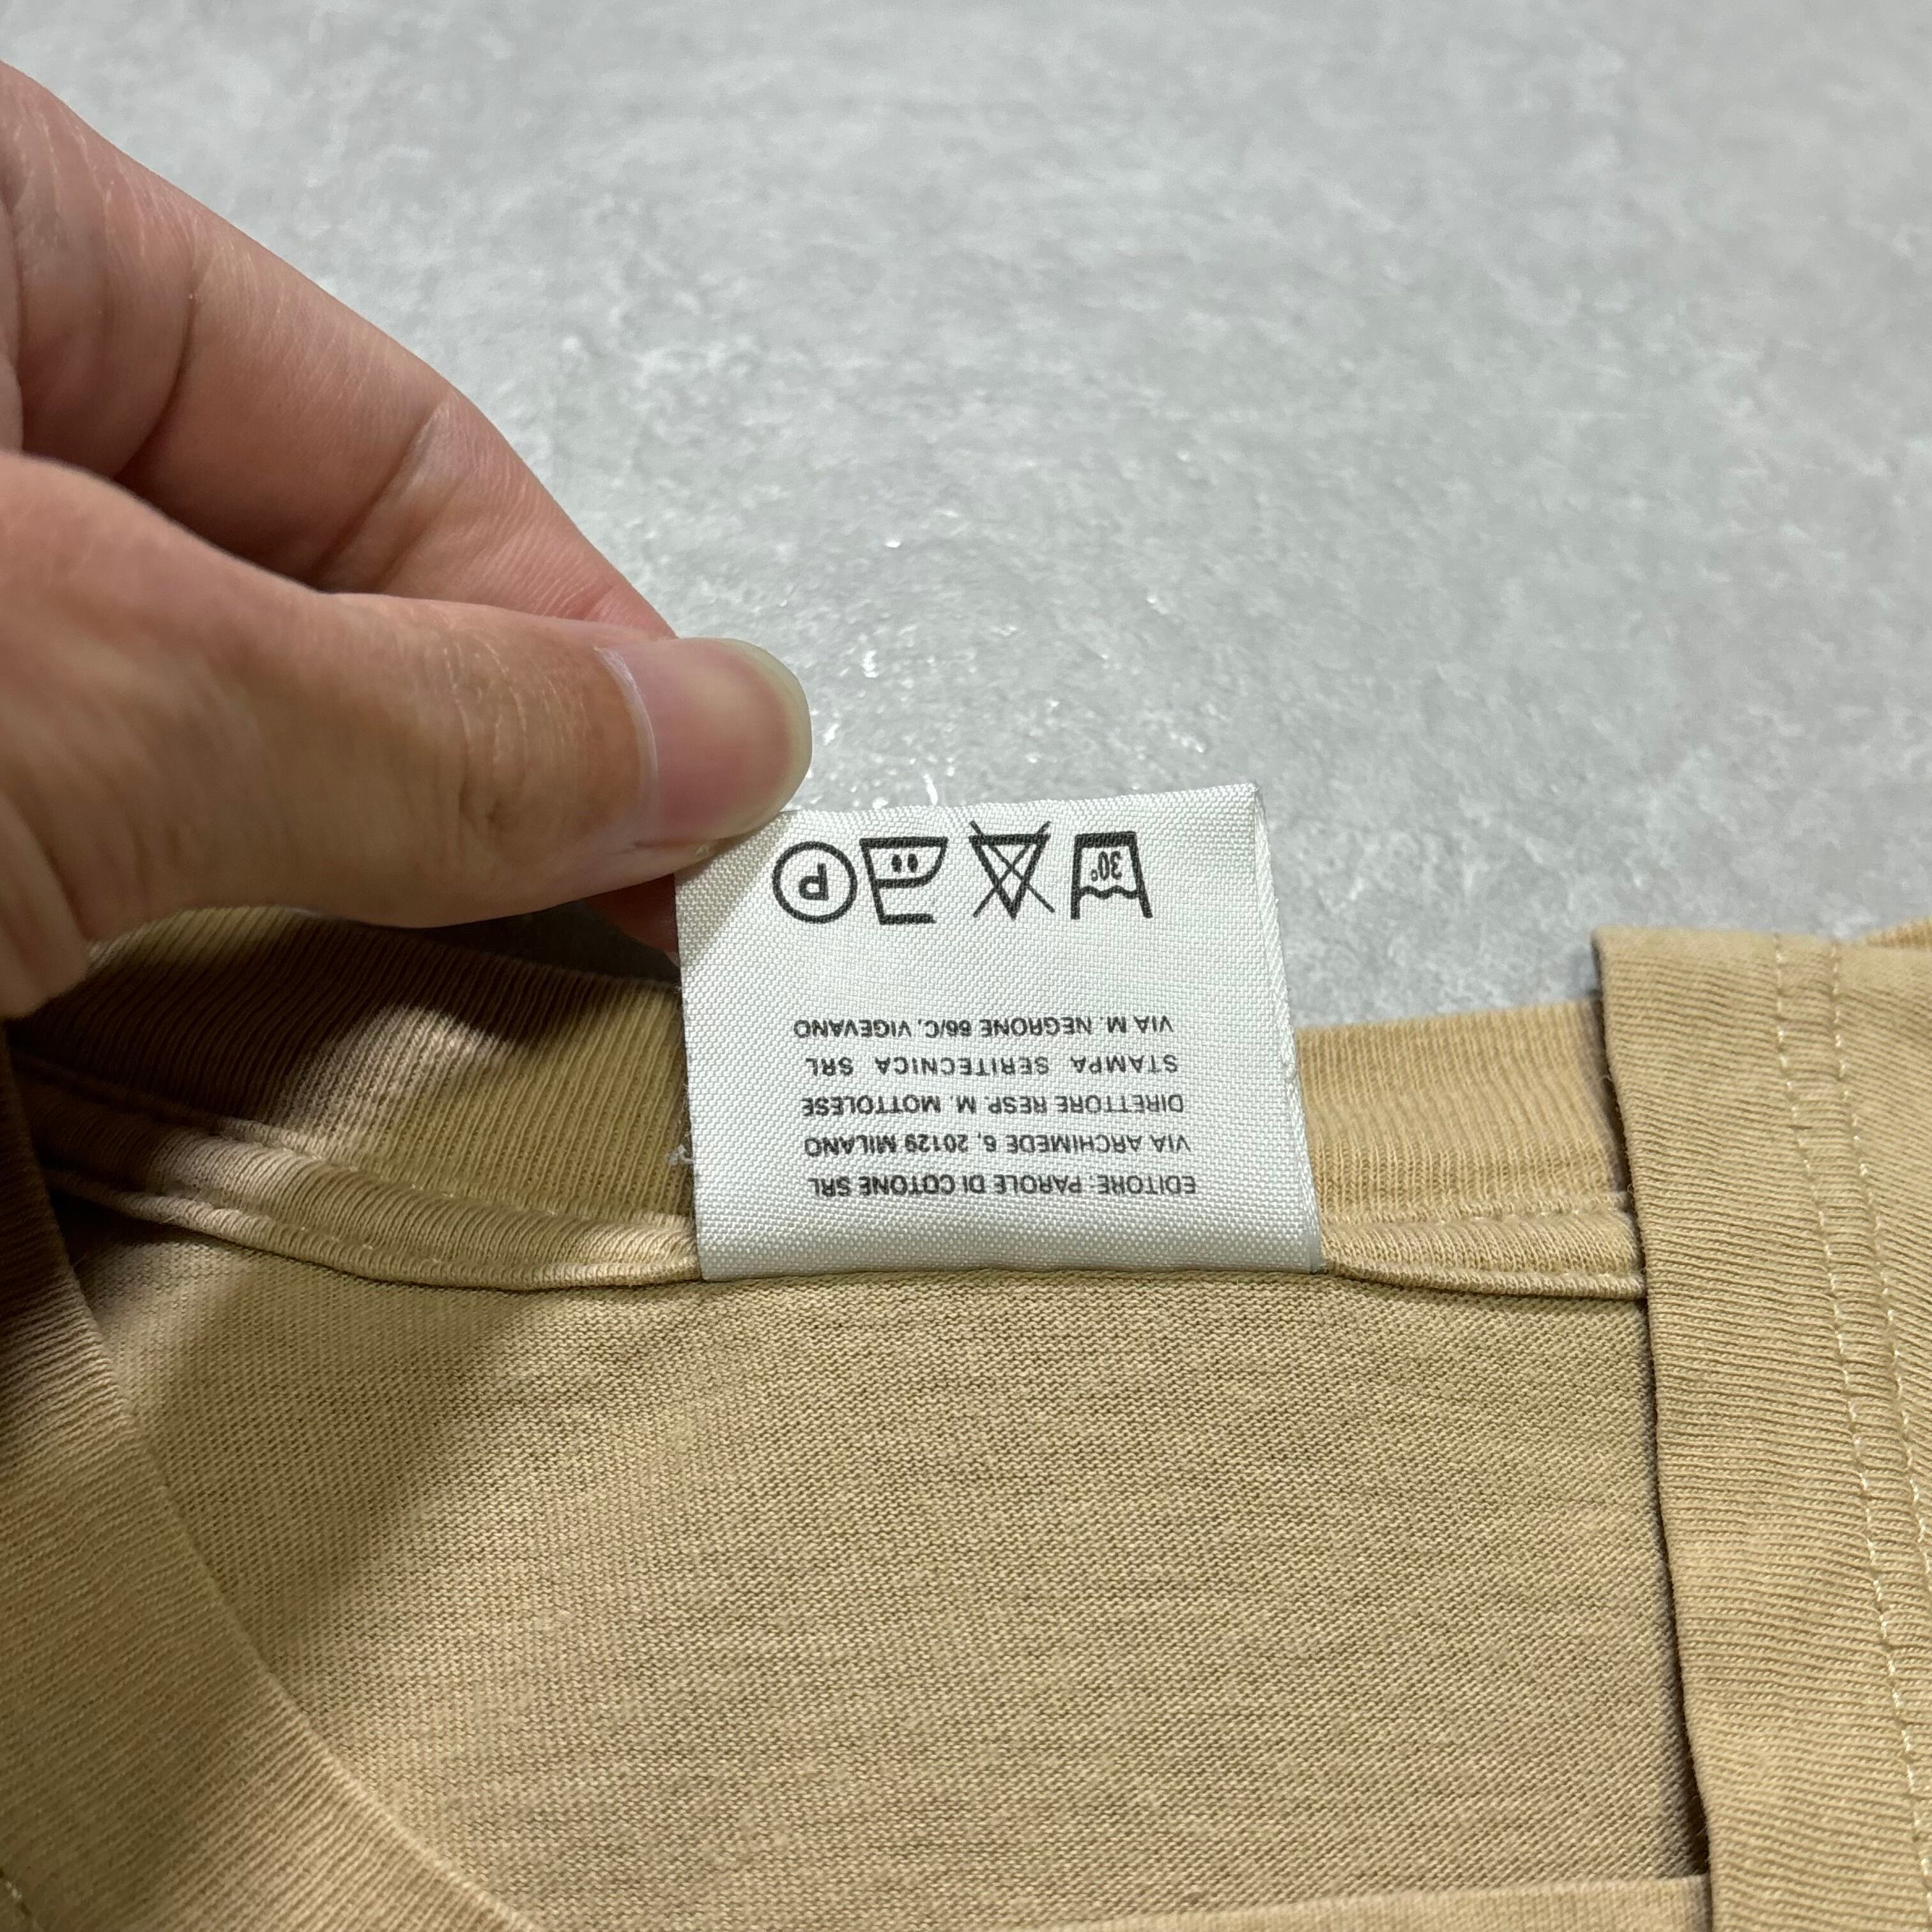 EDITORE: PAROLE DI COTONE SRL
VIA ARCHIMEDE 6, 20129 MILANO
DIRETTORE RESP. M. MOTTOLESE
STAMPA SERITECNICA SRL
VIA M. NEGRONE 66/C, VIGEVANO
30° P